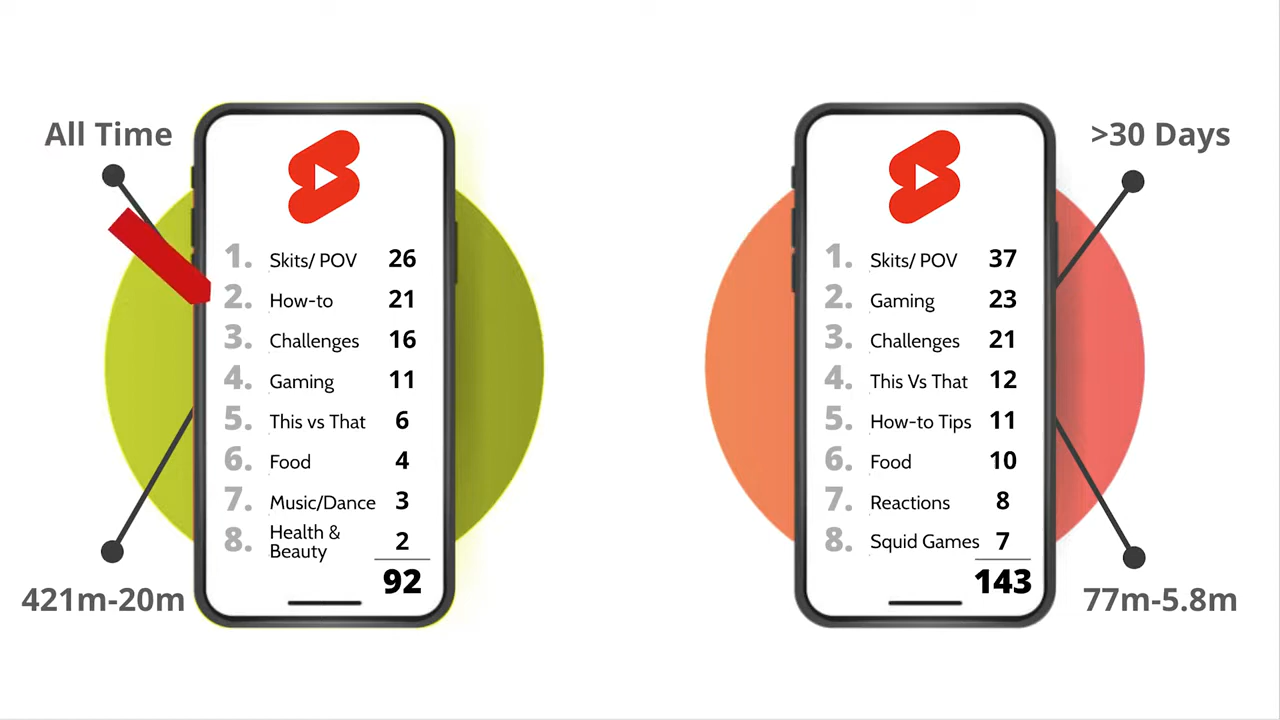 All Time
1. Skits/ POV 26
2. How-to 21
3. Challenges 16
4. Gaming 11
5. This vs That 6
6. Food 4
7. Music/Dance 3
8. Health &
Beauty 2
92
421m-20m
>30 Days
1. Skits/ POV 37
2. Gaming 23
3. Challenges 21
4. This Vs That 12
5. How-to Tips 11
6. Food 10
7. Reactions 8
8. Squid Games 7
143
77m-5.8m